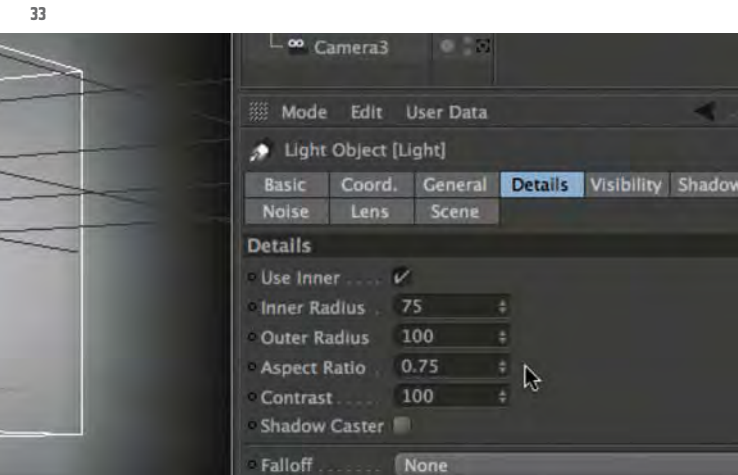 33
Camera3
Mode Edit User Data
Light Object [Light]
Basic Coord. General Details Visibility Shadow
Noise Lens Scene
Details
Use Inner .... ✔
Inner Radius . 75
Outer Radius 100
Aspect Ratio . 0.75
Contrast ..... 100
Shadow Caster
Falloff ....... None